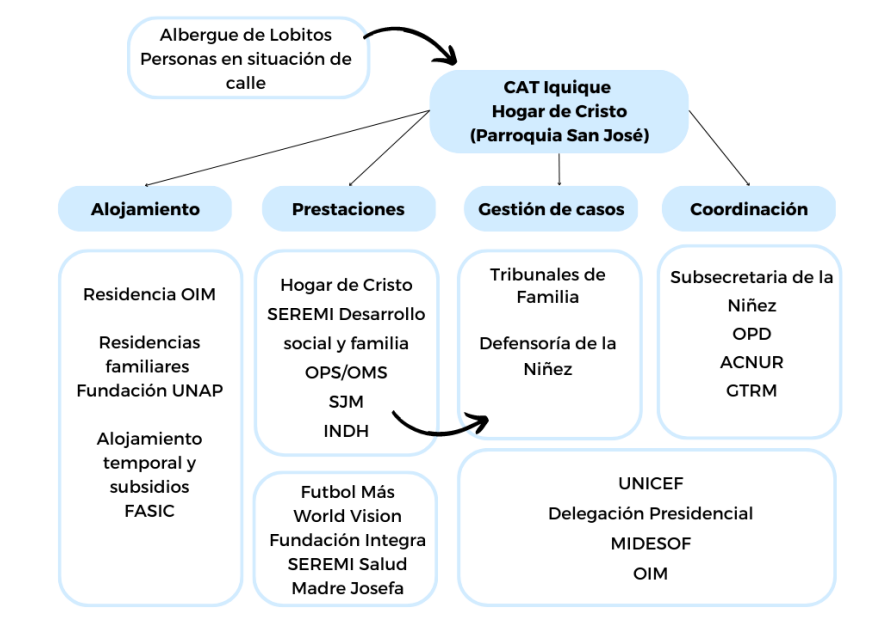 Albergue de Lobitos
Personas en situación de
calle
CAT Iquique
Hogar de Cristo
(Parroquia San José)
Alojamiento
Prestaciones
Gestión de casos
Coordinación
Residencia OIM
Residencias
familiares
Fundación UNAP
Alojamiento
temporal y
subsidios
FASIC
Hogar de Cristo
SEREMI Desarrollo
social y familia
OPS/OMS
SJM
INDH
Futbol Más
World Vision
Fundación Integra
SEREMI Salud
Madre Josefa
Tribunales de
Familia
Defensoría de la
Niñez
Subsecretaria de la
Niñez
OPD
ACNUR
GTRM
UNICEF
Delegación Presidencial
MIDESOF
OIM